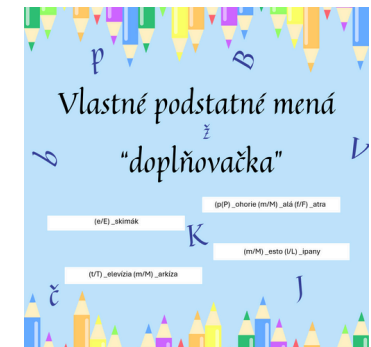 p
B
Vlastné podstatné mená
ž
b
V
“doplňovačka”
(p(P) _ohorie (m/M) _alá (f/F) _atra
(e/E) _skimák
K
(m/M) _esto (l/L) _ipany
(t/T) _elevízia (m/M) _arkíza
č
J